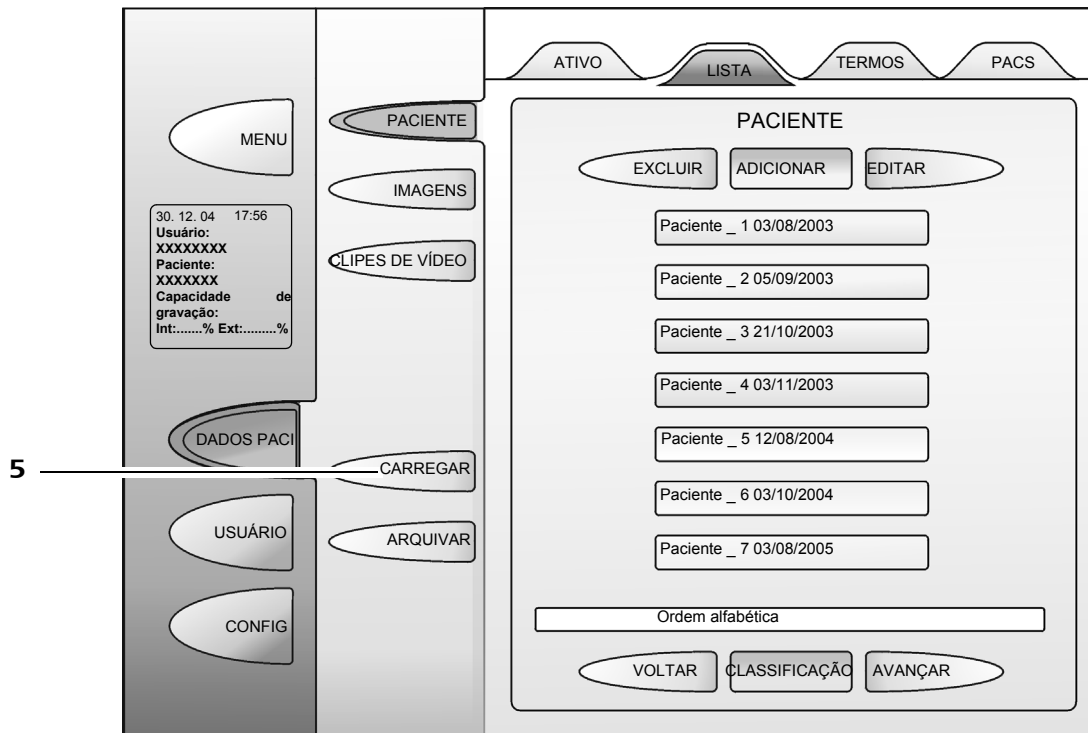 ATIVO
LISTA
TERMOS
PACS
MENU
30. 12. 04 17:56
Usuário:
XXXXXXXX
Paciente:
XXXXXXX
Capacidade de
gravação:
Int:.......% Ext:.........%
DADOS PACI
USUÁRIO
CONFIG
PACIENTE
IMAGENS
CLIPES DE VÍDEO
5
CARREGAR
ARQUIVAR
PACIENTE
EXCLUIR
ADICIONAR
EDITAR
Paciente _ 1 03/08/2003
Paciente _ 2 05/09/2003
Paciente _ 3 21/10/2003
Paciente _ 4 03/11/2003
Paciente _ 5 12/08/2004
Paciente _ 6 03/10/2004
Paciente _ 7 03/08/2005
Ordem alfabética
VOLTAR
CLASSIFICAÇÃO
AVANÇAR